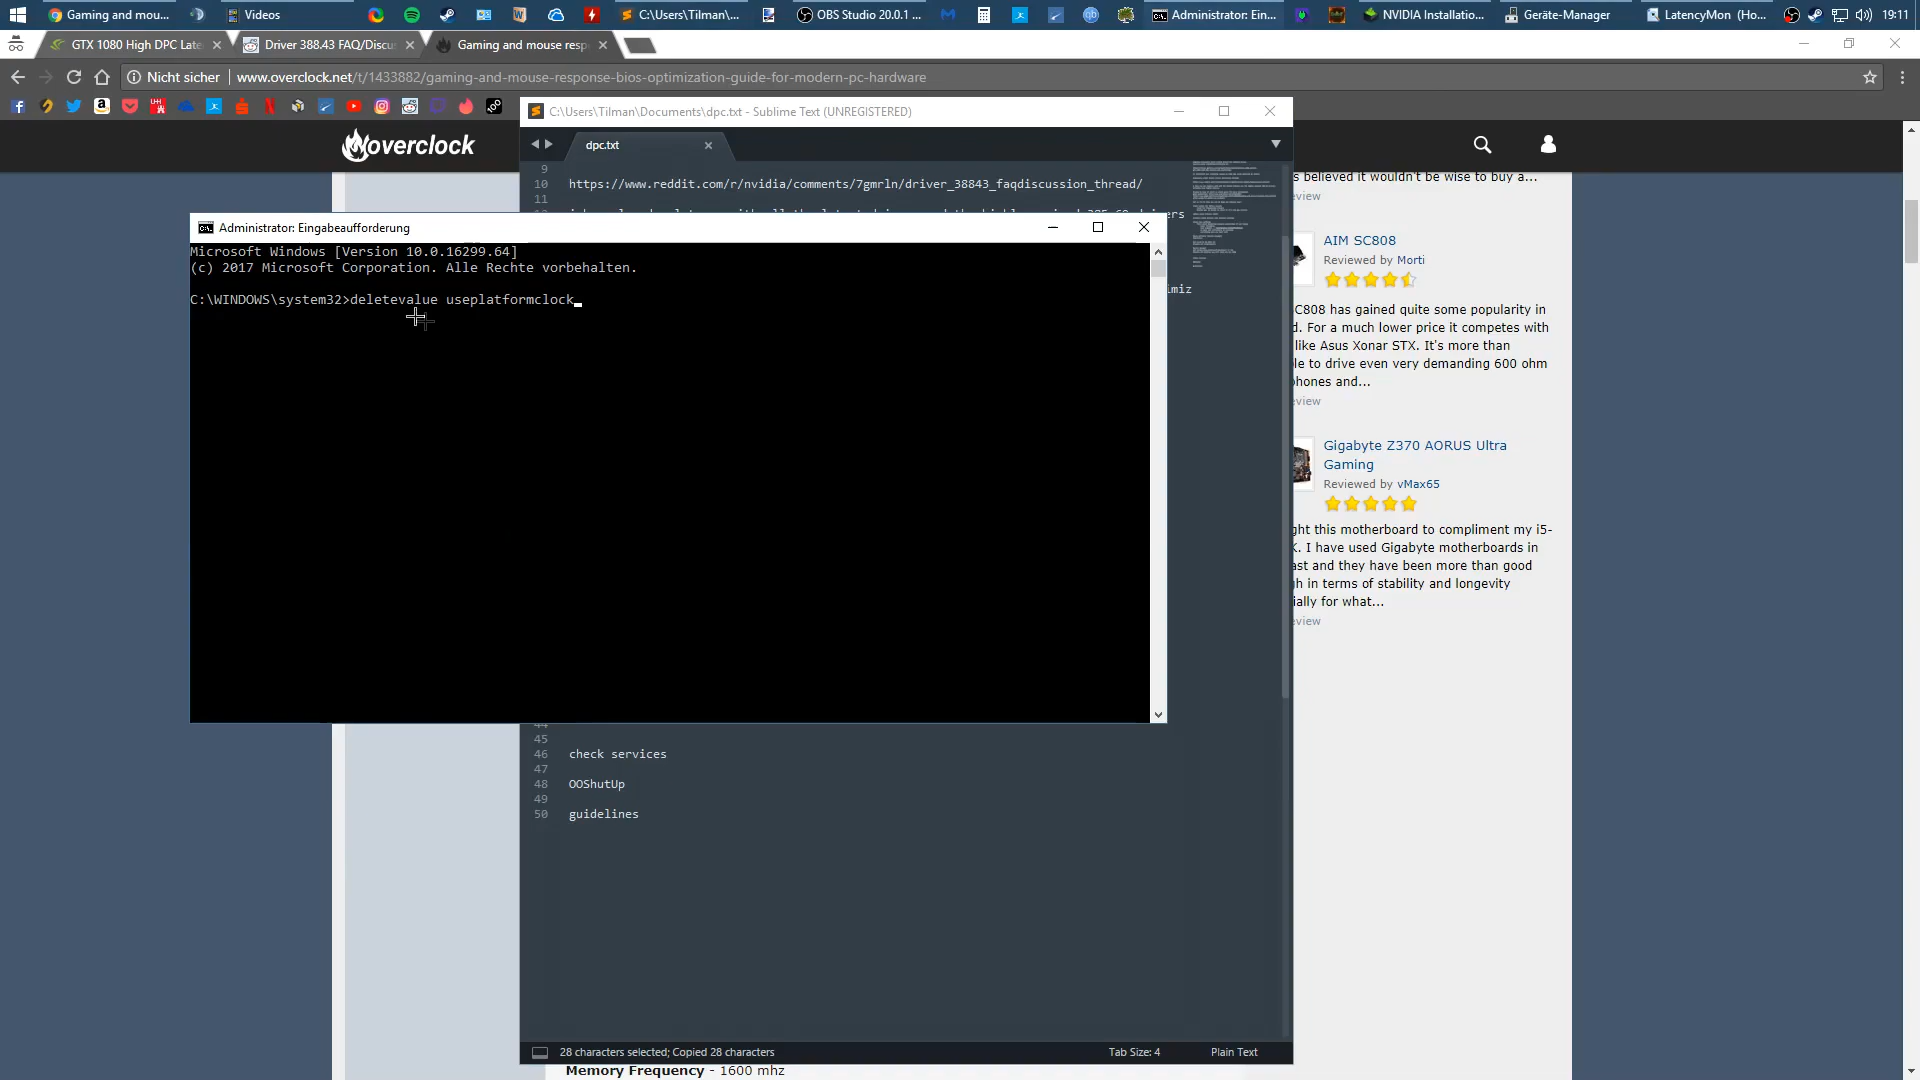 Gaming and mou...
Videos
C:\Users\Tilman\...
OBS Studio 20.0.1 ...
Administrator: Ein...
NVIDIA Installatio...
Geräte-Manager
LatencyMon (Ho...
19:11
GTX 1080 High DPC Late
Driver 388.43 FAQ/Discu
Gaming and mouse resp
Nicht sicher
www.overclock.net/t/1433882/gaming-and-mouse-response-bios-optimization-guide-for-modern-pc-hardware
C:\Users\Tilman\Documents\dpc.txt - Sublime Text (UNREGISTERED)
overclock
dpc.txt
9
10 https://www.reddit.com/r/nvidia/comments/7gmrln/driver_38843_faqdiscussion_thread/
11
s believed it wouldn't be wise to buy a...
eview
Administrator: Eingabeaufforderung
Microsoft Windows [Version 10.0.16299.64]
(c) 2017 Microsoft Corporation. Alle Rechte vorbehalten.
C:\WINDOWS\system32>deletevalue useplatformclock_
imiz
AIM SC808
Reviewed by Morti
SC808 has gained quite some popularity in
d. For a much lower price it competes with
like Asus Xonar STX. It's more than
le to drive even very demanding 600 ohm
phones and...
eview
Gigabyte Z370 AORUS Ultra
Gaming
Reviewed by vMax65
ght this motherboard to compliment my i5-
K. I have used Gigabyte motherboards in
ast and they have been more than good
gh in terms of stability and longevity
ially for what...
eview
44
45
46 check services
47
48 OOShutUp
49
50 guidelines
28 characters selected; Copied 28 characters
Tab Size: 4
Plain Text
Memory Frequency - 1600 mhz